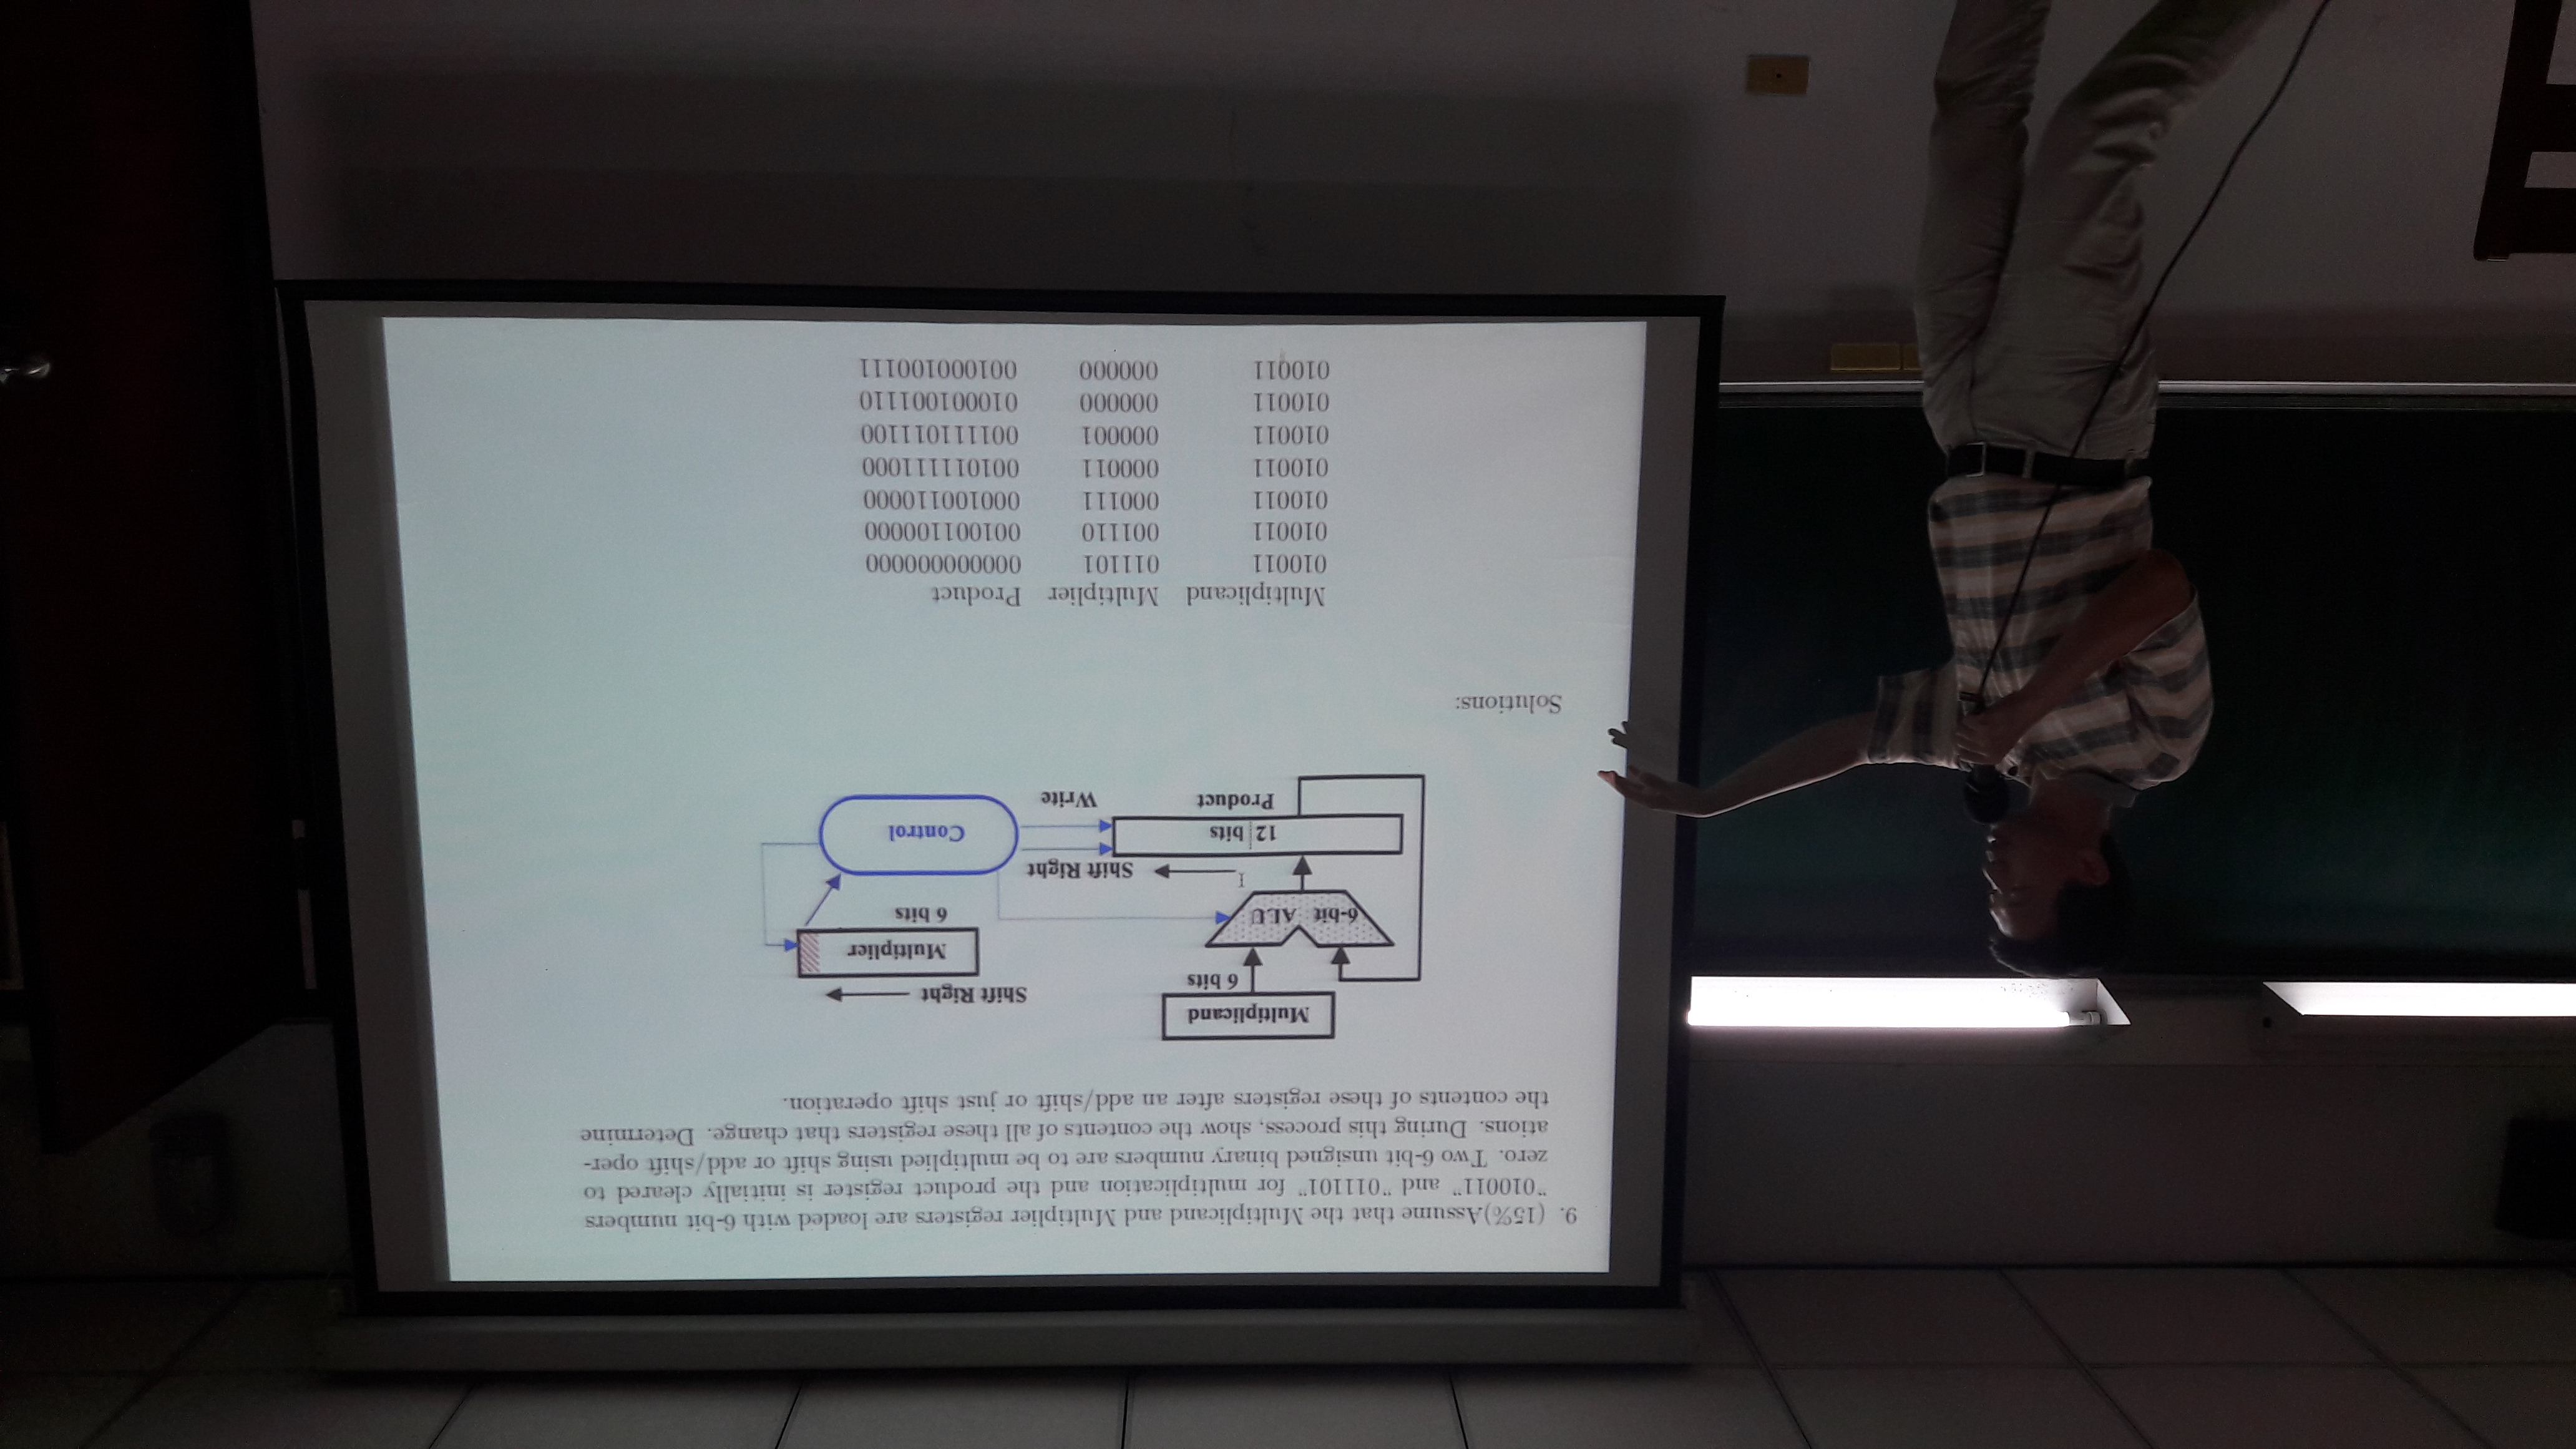 9. (15%)Assume that the Multiplicand and Multiplier registers are loaded with 6-bit numbers
"010011" and "011101" for multiplication and the product register is initially cleared to
zero. Two 6-bit unsigned binary numbers are to be multiplied using shift or add/shift oper-
ations. During this process, show the contents of all these registers that change. Determine
the contents of these registers after an add/shift or just shift operation.
Multiplicand
6 bits
Shift Right
Multiplier
6 bits
6-bit ALU
Shift Right
12 bits
Product
Write
Control
Solutions:
Multiplicand Multiplier Product
010011 011101 000000000000
010011 001110 001001100000
010011 000111 000100110000
010011 000011 001011111000
010011 000001 001111011100
010011 000000 010001001110
010011 000000 001000100111